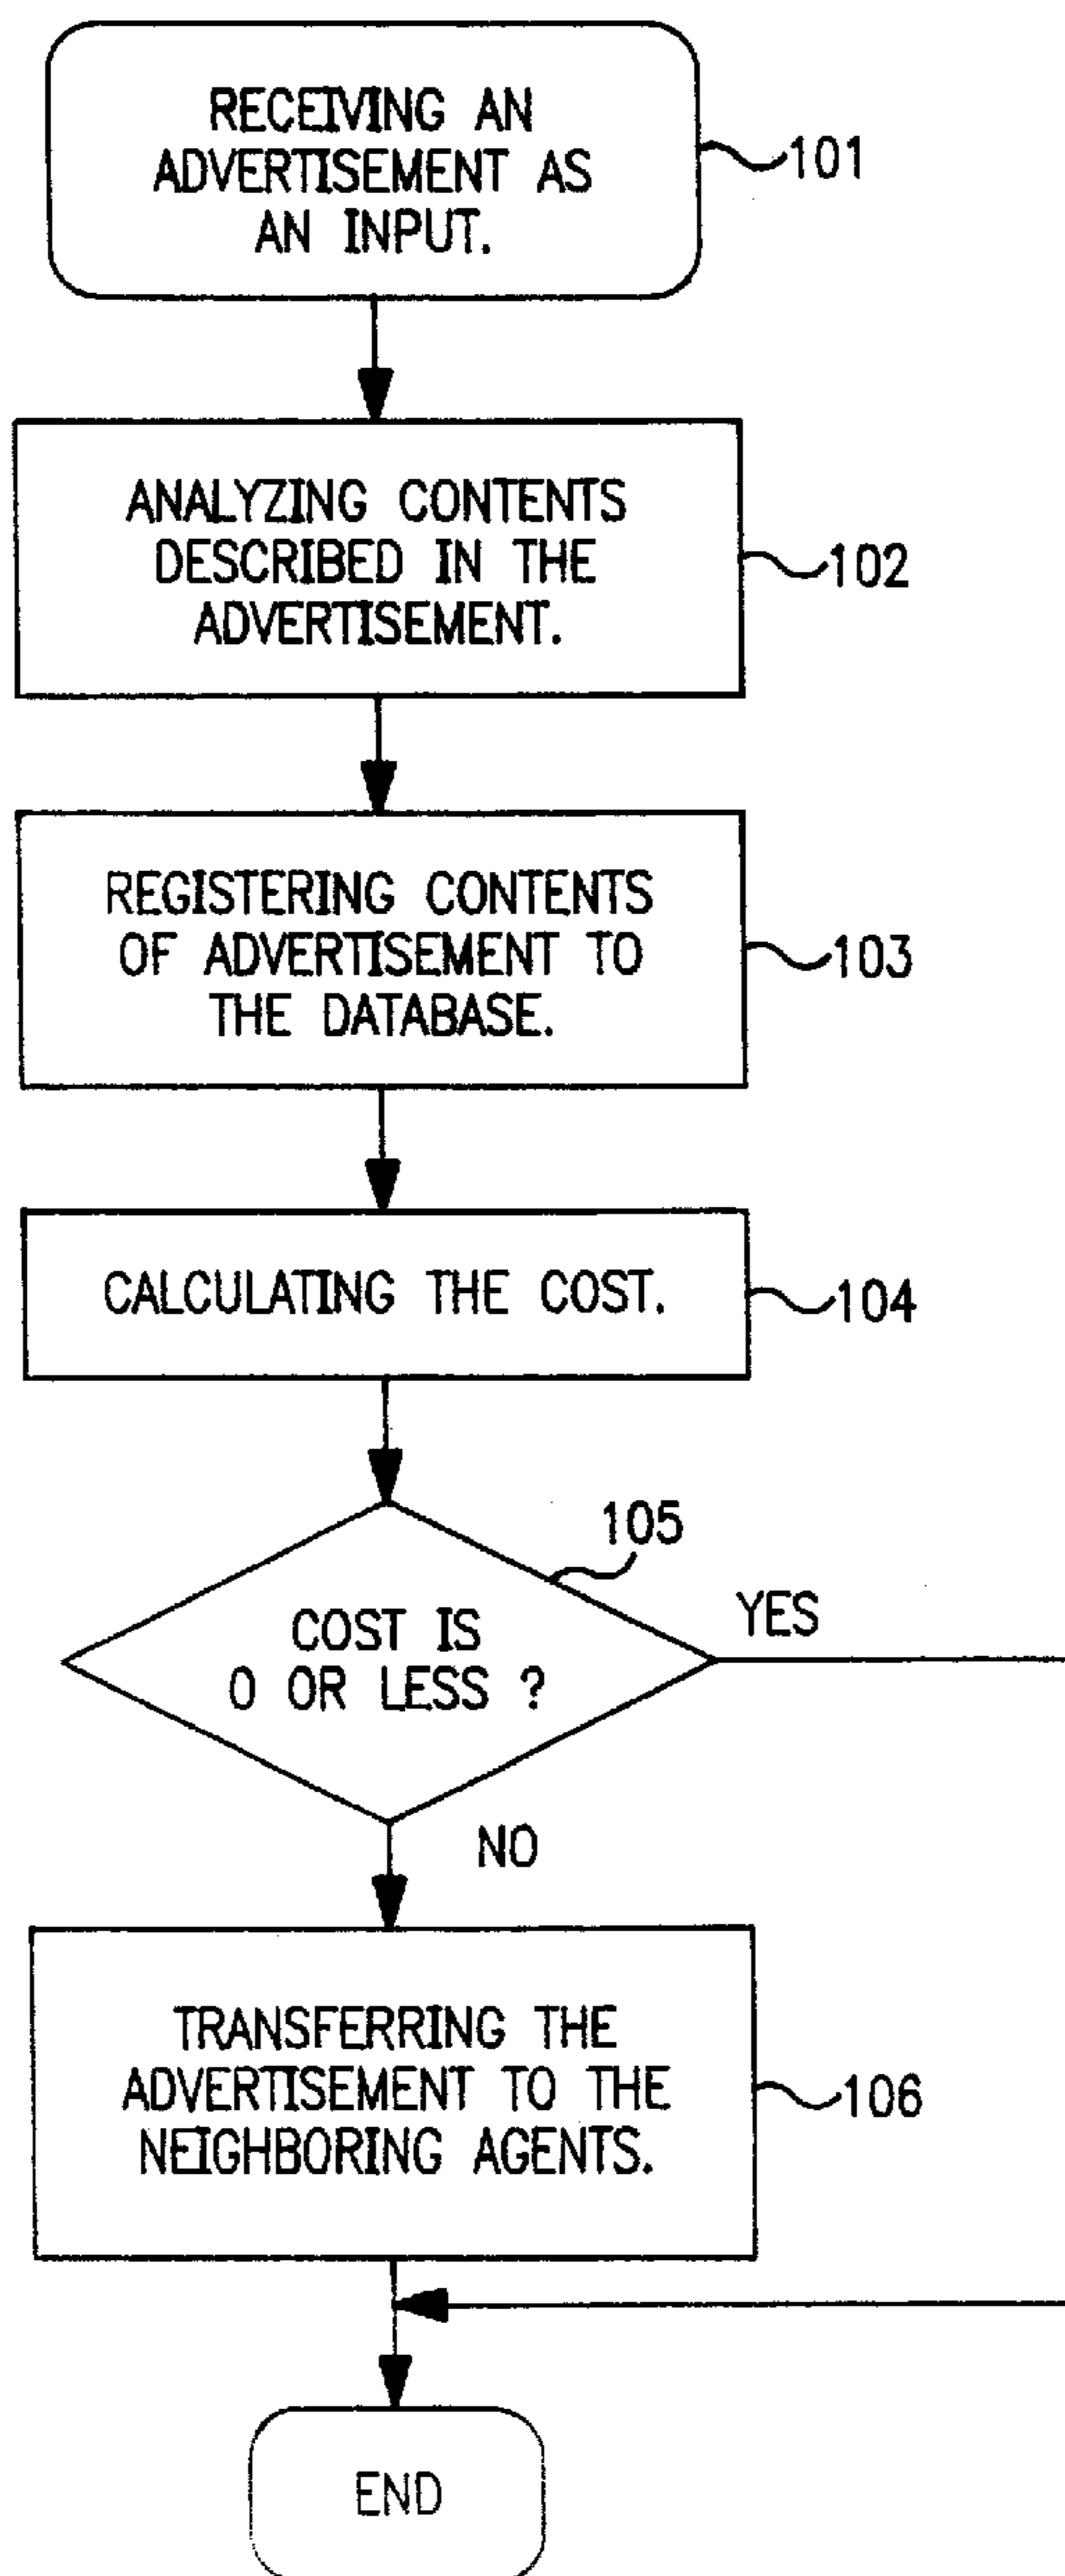 RECEIVING AN
ADVERTISEMENT AS
AN INPUT.
101
ANALYZING CONTENTS
DESCRIBED IN THE
ADVERTISEMENT.
102
REGISTERING CONTENTS
OF ADVERTISEMENT TO
THE DATABASE.
103
CALCULATING THE COST.
104
105
COST IS
0 OR LESS ?
YES
NO
TRANSFERRING THE
ADVERTISEMENT TO THE
NEIGHBORING AGENTS.
106
END